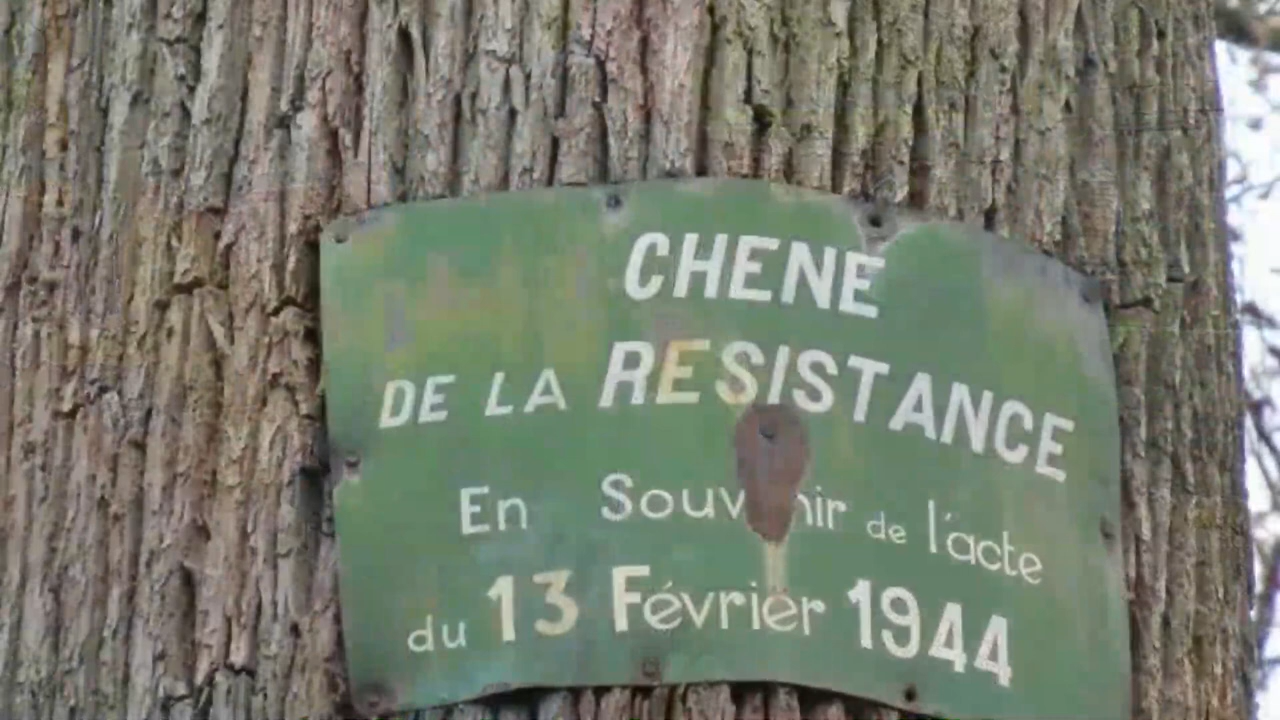 CHENE
DE LA RESISTANCE
En Souvenir de l'acte
du 13 Février 1944